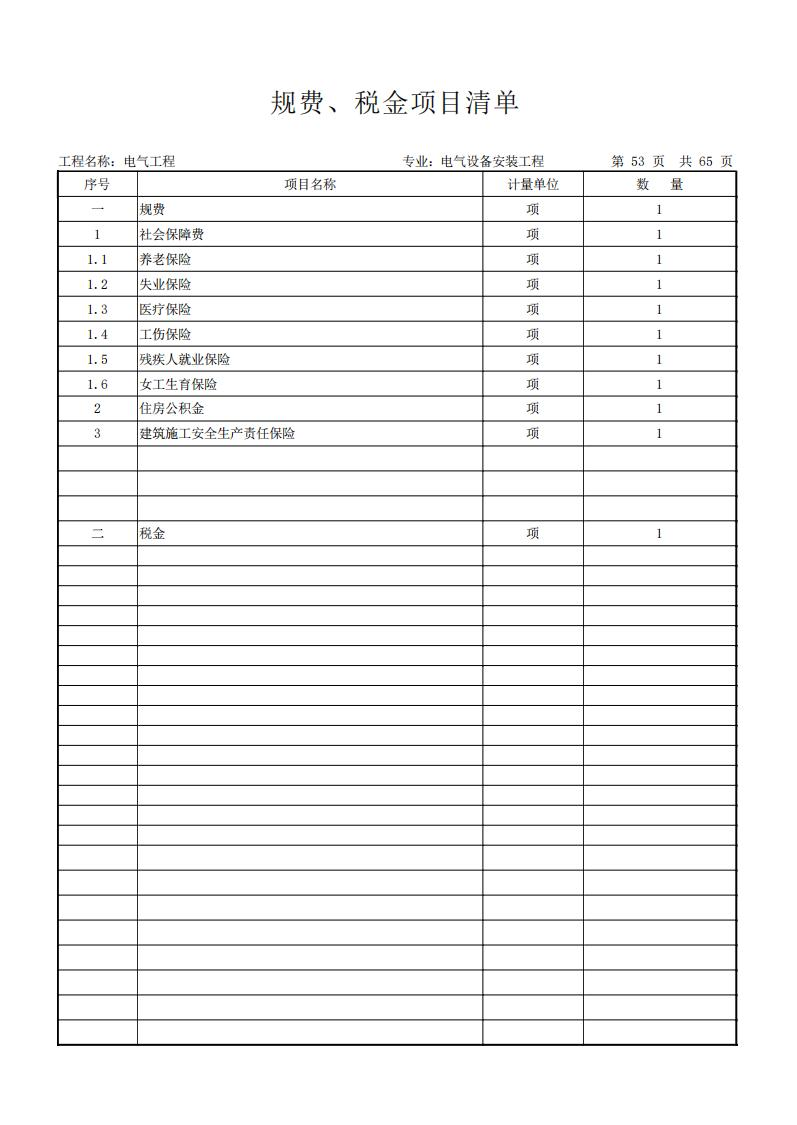 规费、税金项目清单
工程名称：电气工程 专业：电气设备安装工程 第 53 页 共 65 页
序号 项目名称 计量单位 数 量
一 规费 项 1
1 社会保障费 项 1
1.1 养老保险 项 1
1.2 失业保险 项 1
1.3 医疗保险 项 1
1.4 工伤保险 项 1
1.5 残疾人就业保险 项 1
1.6 女工生育保险 项 1
2 住房公积金 项 1
3 建筑施工安全生产责任保险 项 1
二 税金 项 1